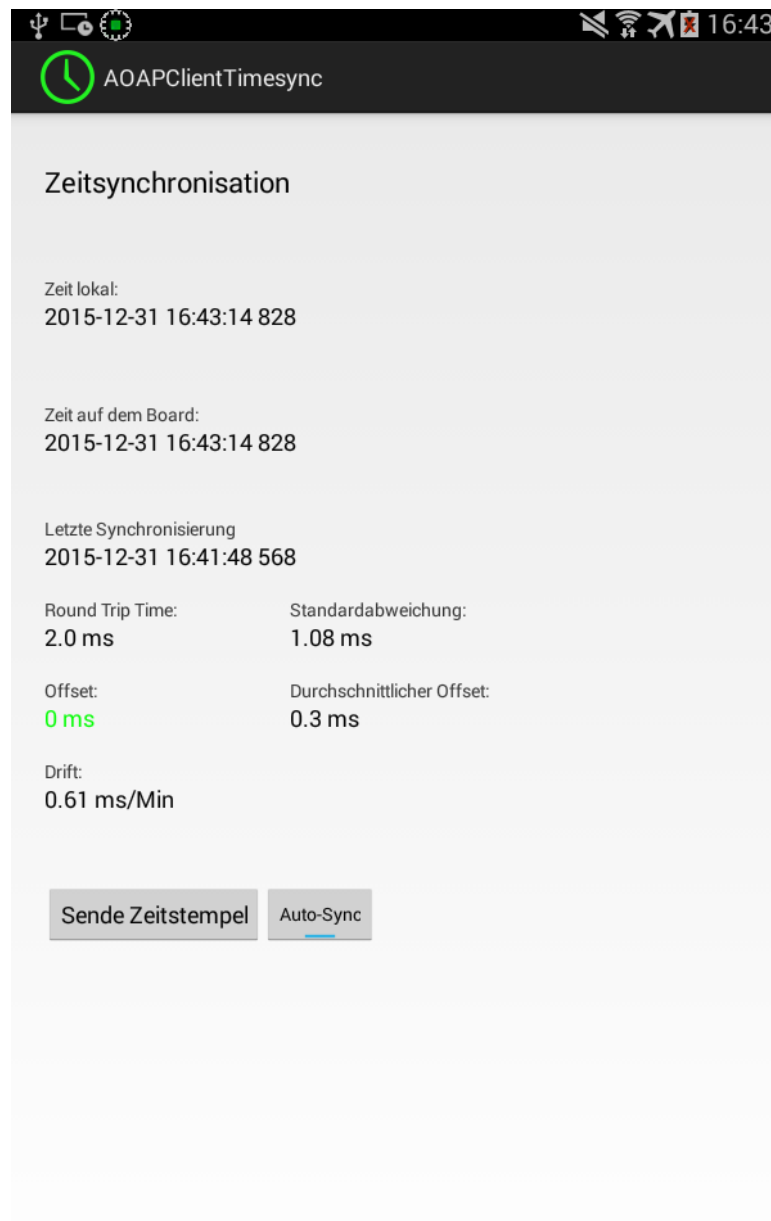 16:43
AOAPClientTimesync
Zeitsynchronisation
Zeit lokal:
2015-12-31 16:43:14 828
Zeit auf dem Board:
2015-12-31 16:43:14 828
Letzte Synchronisierung
2015-12-31 16:41:48 568
Round Trip Time: Standardabweichung:
2.0 ms 1.08 ms
Offset: Durchschnittlicher Offset:
0 ms 0.3 ms
Drift:
0.61 ms/Min
Sende Zeitstempel Auto-Sync